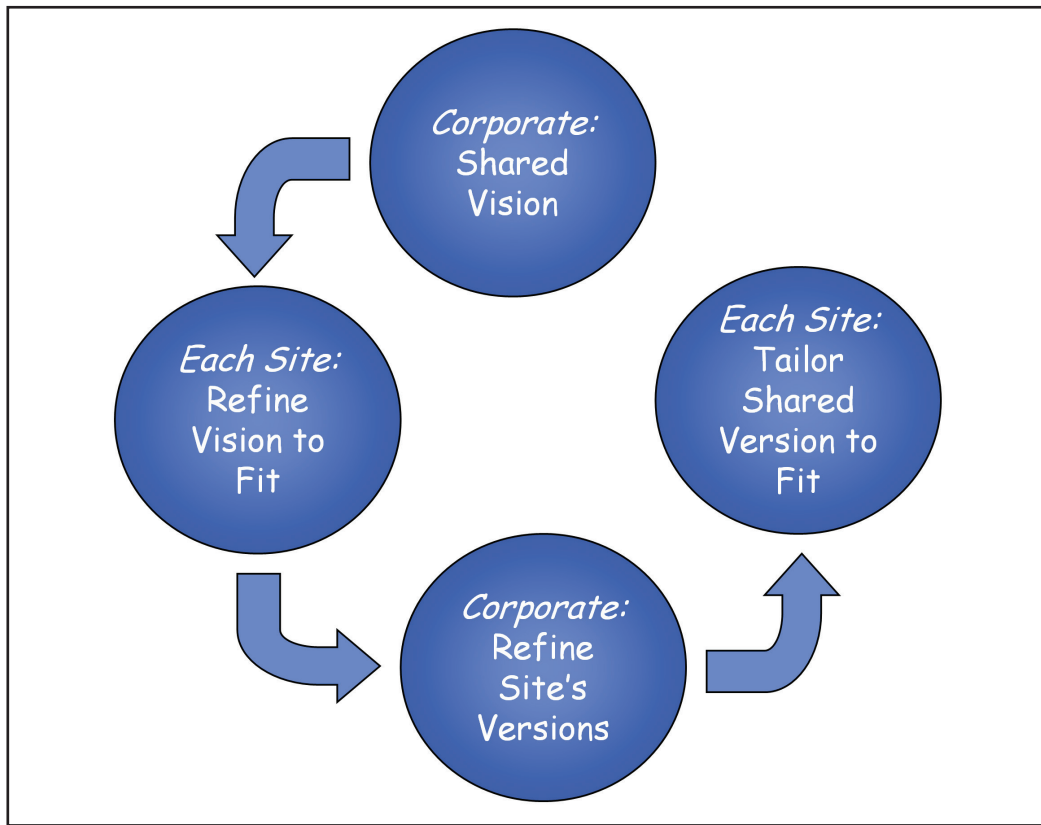 Corporate:
Shared
Vision
Each Site:
Refine
Vision to
Fit
Corporate:
Refine
Site’s
Versions
Each Site:
Tailor
Shared
Version to
Fit